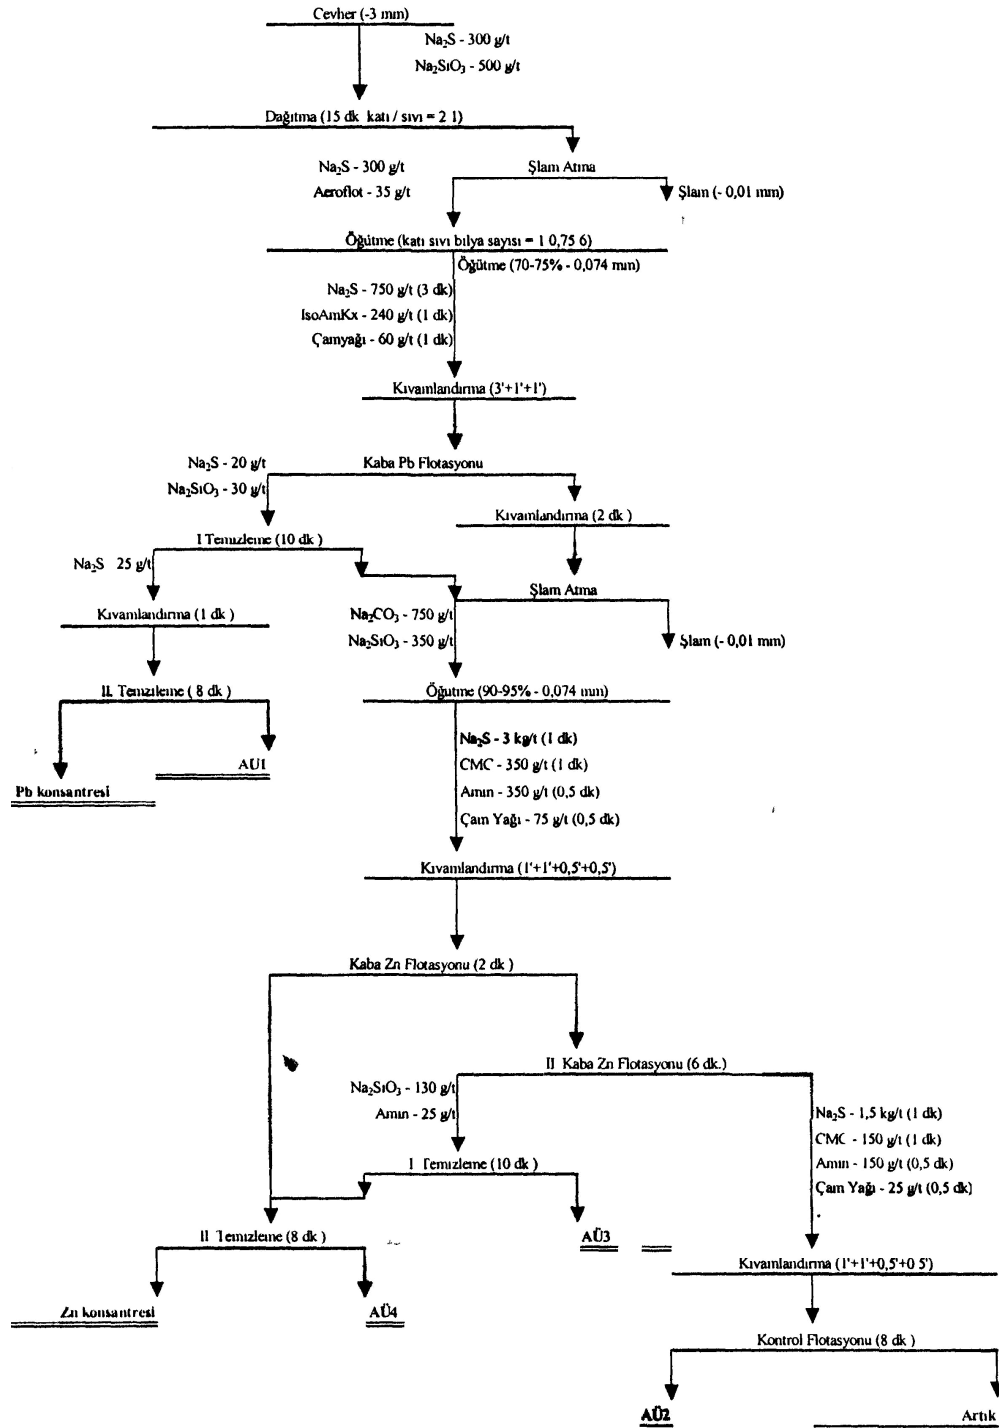 Cevher (-3 mm)
Na₂S - 300 g/t
Na₂SiO₃ - 500 g/t
Dağıtma (15 dk katı / sıvı = 2 1)
Na₂S - 300 g/t
Aeroflot - 35 g/t
Şlam Atma
Şlam (- 0,01 mm)
Öğütme (katı sıvı bilya sayısı = 1 0,75 6)
Öğütme (70-75% - 0,074 mm)
Na₂S - 750 g/t (3 dk)
IsoAmKx - 240 g/t (1 dk)
Çamyağı - 60 g/t (1 dk)
Kıvamlandırma (3'+1'+1')
Kaba Pb Flotasyonu
Na₂S - 20 g/t
Na₂SiO₃ - 30 g/t
Kıvamlandırma (2 dk )
I Temizleme (10 dk )
Na₂S 25 g/t
Şlam Atma
Kıvamlandırma (1 dk )
Na₂CO₃ - 750 g/t
Na₂SiO₃ - 350 g/t
Şlam (- 0,01 mm)
II. Temizleme ( 8 dk )
Öğütme (90-95% - 0,074 mm)
AÜ1
Pb konsantresi
Na₂S - 3 kg/t (1 dk)
CMC - 350 g/t (1 dk)
Amin - 350 g/t (0,5 dk)
Çam Yağı - 75 g/t (0,5 dk)
Kıvamlandırma (1'+1'+0,5'+0,5')
Kaba Zn Flotasyonu (2 dk )
II Kaba Zn Flotasyonu (6 dk.)
Na₂SiO₃ - 130 g/t
Amin - 25 g/t
Na₂S - 1,5 kg/t (1 dk)
CMC - 150 g/t (1 dk)
Amin - 150 g/t (0,5 dk)
Çam Yağı - 25 g/t (0,5 dk)
I Temizleme (10 dk )
II Temizleme (8 dk )
AÜ3
Kıvamlandırma (1'+1'+0,5'+0 5')
Zn konsantresi
AÜ4
Kontrol Flotasyonu (8 dk )
AÜ2
Artık